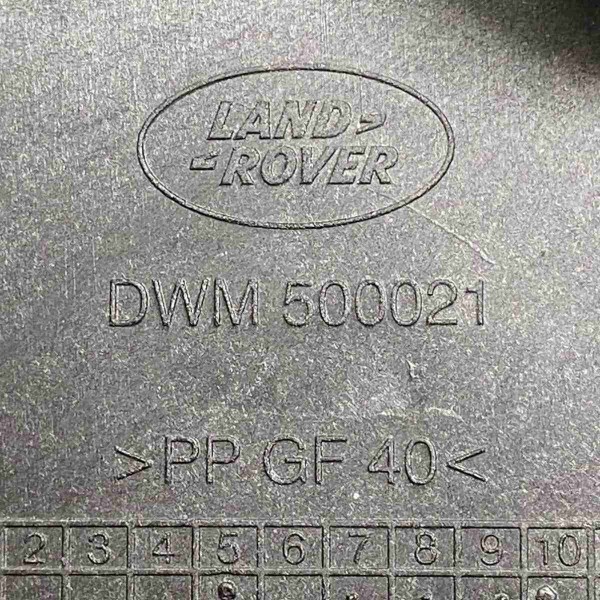 LAND
ROVER
DWM 500021
>PP GF 40<
2 3 4 5 6 7 8 9 10